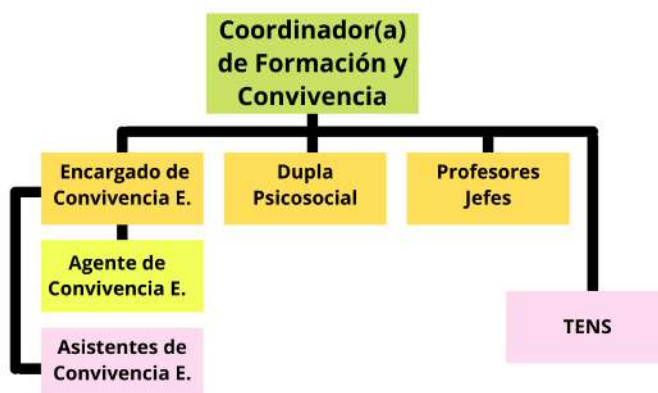 Coordinador(a)
de Formación y
Convivencia
Encargado de
Convivencia E.
Dupla
Psicosocial
Profesores
Jefes
Agente de
Convivencia E.
TENS
Asistentes de
Convivencia E.